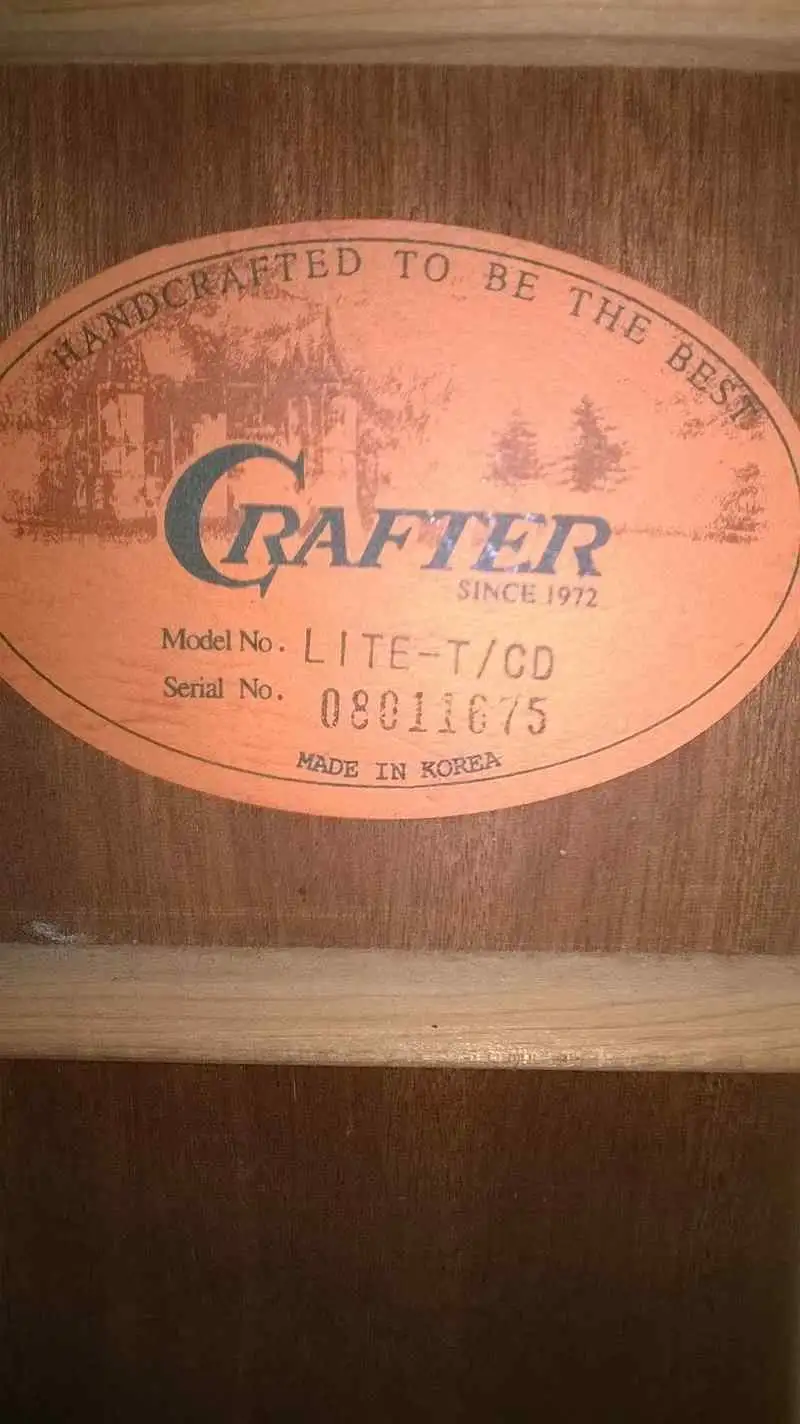 HANDCRAFTED TO BE THE BEST
CRAFTER
SINCE 1972
Model No. LITE-T/CD
Serial No. 08011675
MADE IN KOREA